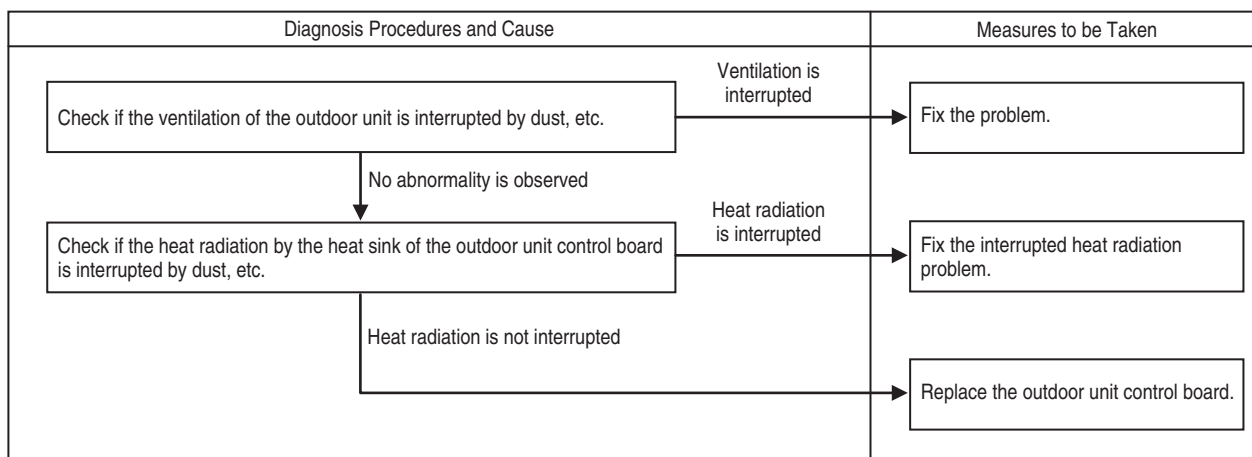 Diagnosis Procedures and Cause
Measures to be Taken
Ventilation is
interrupted
Check if the ventilation of the outdoor unit is interrupted by dust, etc.
Fix the problem.
No abnormality is observed
Heat radiation
is interrupted
Check if the heat radiation by the heat sink of the outdoor unit control board
is interrupted by dust, etc.
Fix the interrupted heat radiation
problem.
Heat radiation is not interrupted
Replace the outdoor unit control board.